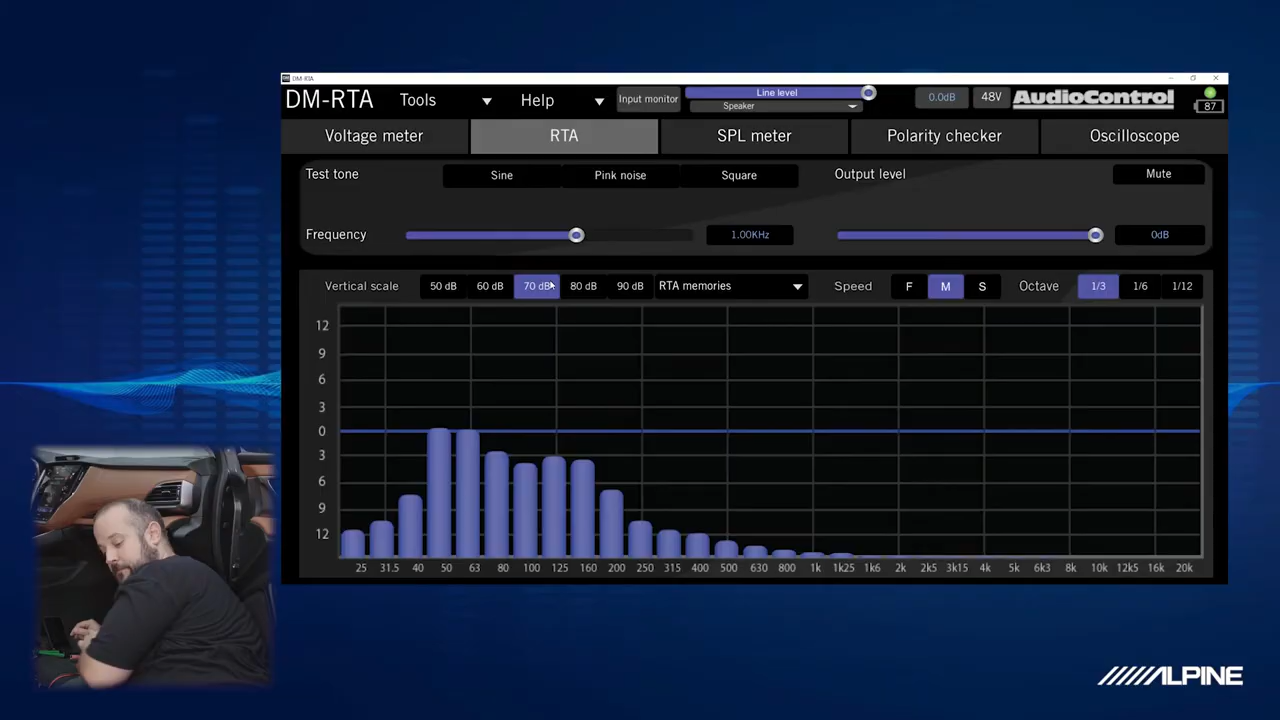 DM-RTA
DM-RTA Tools Help Input monitor Line level Speaker 0.0dB 48V AudioControl 87
Voltage meter RTA SPL meter Polarity checker Oscilloscope
Test tone Sine Pink noise Square Output level Mute
Frequency 1.00KHz 0dB
Vertical scale 50 dB 60 dB 70 dB 80 dB 90 dB RTA memories Speed F M S Octave 1/3 1/6 1/12
12
9
6
3
0
3
6
9
12
25 31.5 40 50 63 80 100 125 160 200 250 315 400 500 630 800 1k 1k25 1k6 2k 2k5 3k15 4k 5k 6k3 8k 10k 12k5 16k 20k
ALPINE